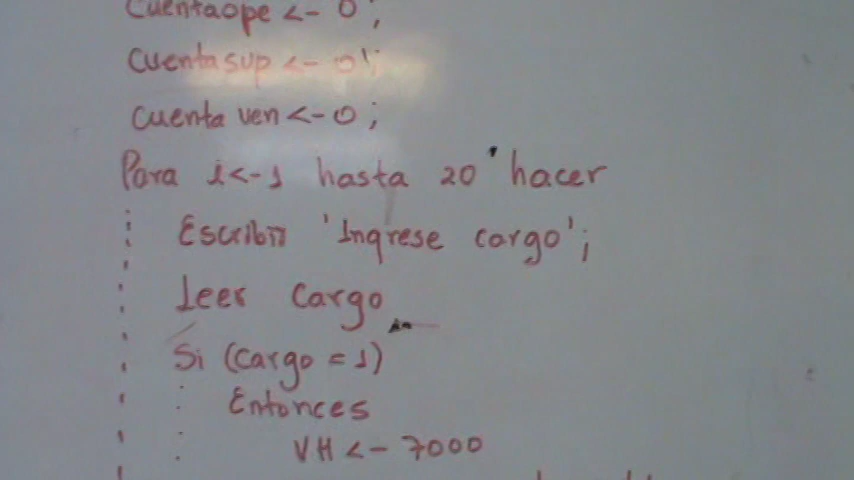 Cuentaope <- 0;
Cuentasup <- 0;
Cuenta ven <- 0;
Para i <- 1 hasta 20 hacer
Escribir 'Ingrese cargo';
Leer Cargo
Si (Cargo = 1)
Entonces
VH <- 7000